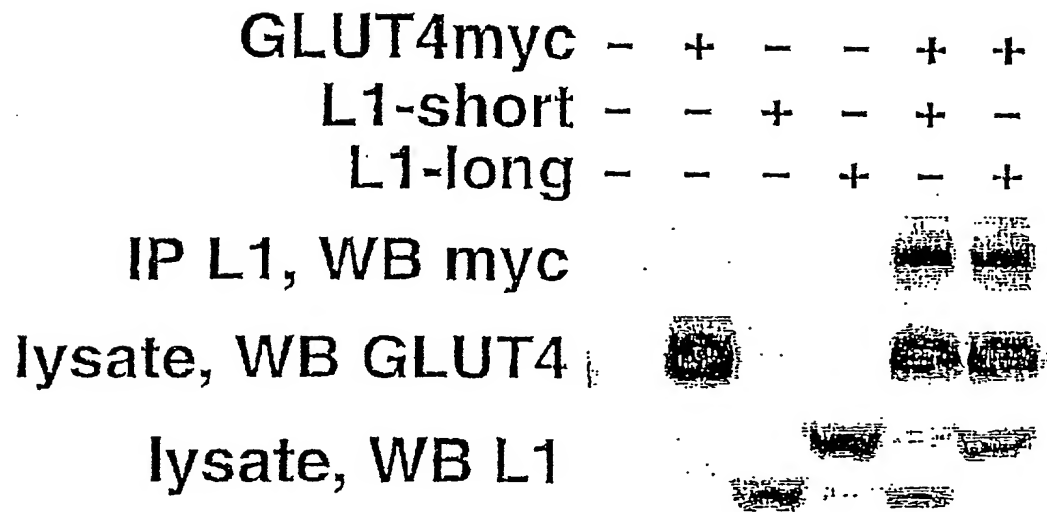 GLUT4myc - + - - + +
L1-short - - + - + -
L1-long - - - + - +
IP L1, WB myc
lysate, WB GLUT4
lysate, WB L1